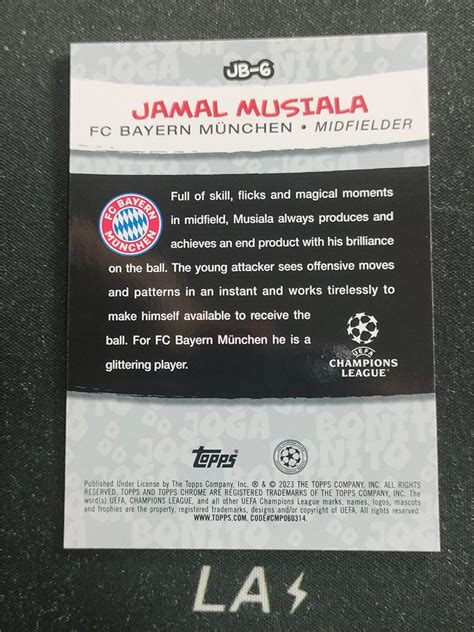 JOGA BONITO
JB-6
JAMAL MUSIALA
FC BAYERN MÜNCHEN • MIDFIELDER
FC BAYERN
MÜNCHEN
Full of skill, flicks and magical moments
in midfield, Musiala always produces and
achieves an end product with his brilliance
on the ball. The young attacker sees offensive moves
and patterns in an instant and works tirelessly to
make himself available to receive the
ball. For FC Bayern München he is a
glittering player.
UEFA
CHAMPIONS
LEAGUE®
Topps
Published Under License by The Topps Company, Inc. ® & © 2023 THE TOPPS COMPANY, INC. ALL RIGHTS
RESERVED. TOPPS AND TOPPS CHROME ARE REGISTERED TRADEMARKS OF THE TOPPS COMPANY, INC. The
word(s) UEFA, CHAMPIONS LEAGUE, and all other UEFA Champions League marks, names, logos, mascots
and trophies are the property, registered trademarks, designs and/or copyright of UEFA. All rights reserved.
WWW.TOPPS.COM. CODE#CMP060314.
LA